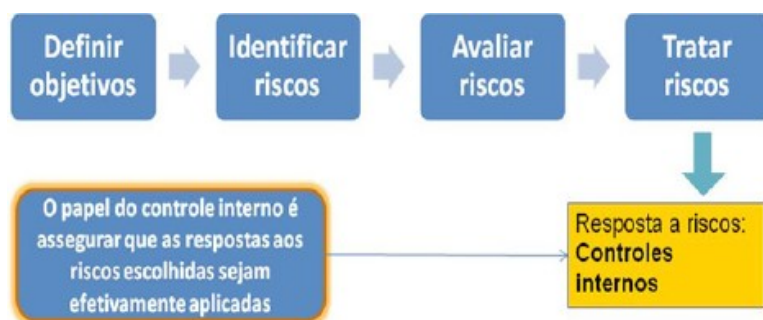 Definir
objetivos
Identificar
riscos
Avaliar
riscos
Tratar
riscos
O papel do controle interno é
assegurar que as respostas aos
riscos escolhidas sejam
efetivamente aplicadas
Resposta a riscos:
Controles
internos